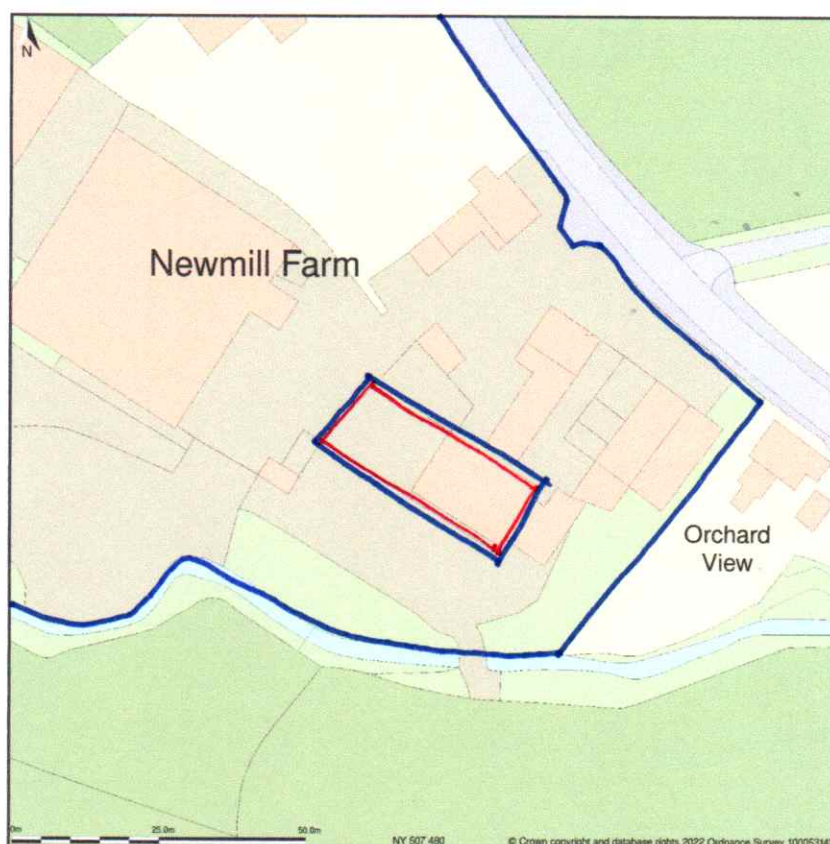 N
Newmill Farm
Orchard
View
0m 25.0m 50.0m
NY 507 480
© Crown copyright and database rights 2022 Ordnance Survey